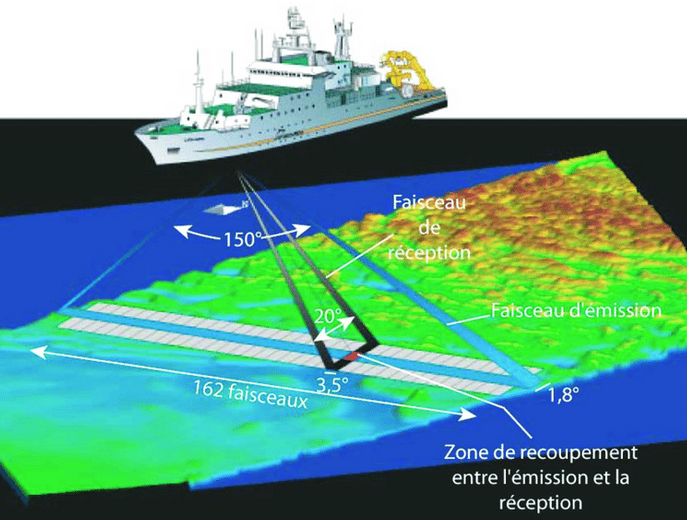 Faisceau
de
réception
150°
Faisceau d'émission
20°
3,5°
162 faisceaux
1,8°
Zone de recoupement
entre l'émission et la
réception